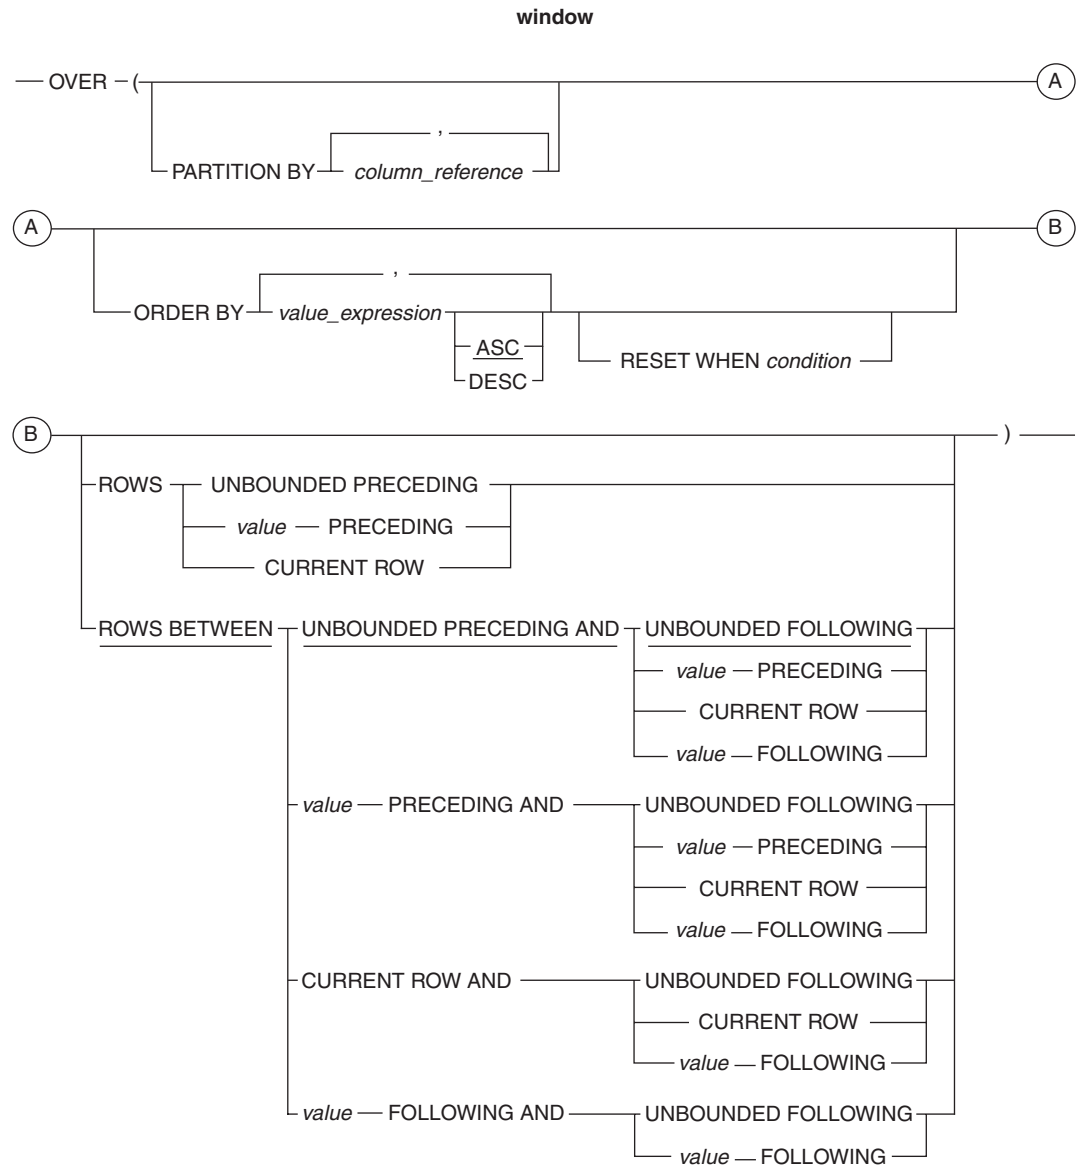 window
OVER (
A
,
PARTITION BY column_reference
A
B
,
ORDER BY value_expression
ASC
RESET WHEN condition
DESC
B
)
ROWS UNBOUNDED PRECEDING
value PRECEDING
CURRENT ROW
ROWS BETWEEN UNBOUNDED PRECEDING AND UNBOUNDED FOLLOWING
value PRECEDING
CURRENT ROW
value FOLLOWING
value PRECEDING AND UNBOUNDED FOLLOWING
value PRECEDING
CURRENT ROW
value FOLLOWING
CURRENT ROW AND UNBOUNDED FOLLOWING
CURRENT ROW
value FOLLOWING
value FOLLOWING AND UNBOUNDED FOLLOWING
value FOLLOWING